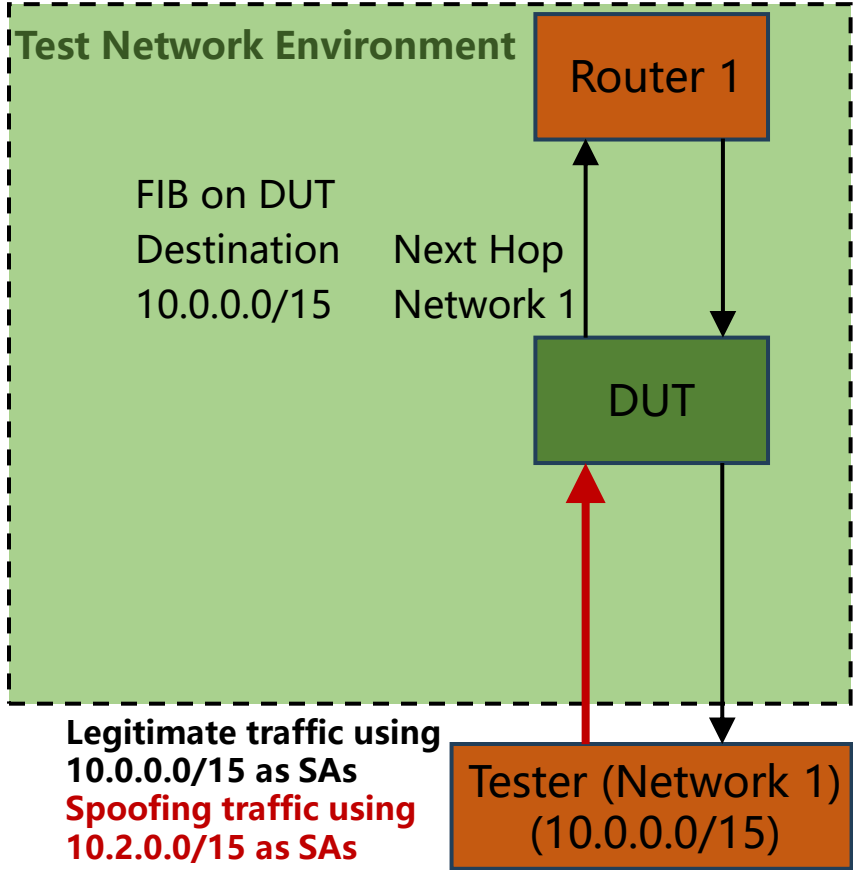 Test Network Environment
Router 1
FIB on DUT
Destination Next Hop
10.0.0.0/15 Network 1
DUT
Legitimate traffic using
10.0.0.0/15 as SAs
Spoofing traffic using
10.2.0.0/15 as SAs
Tester (Network 1)
(10.0.0.0/15)